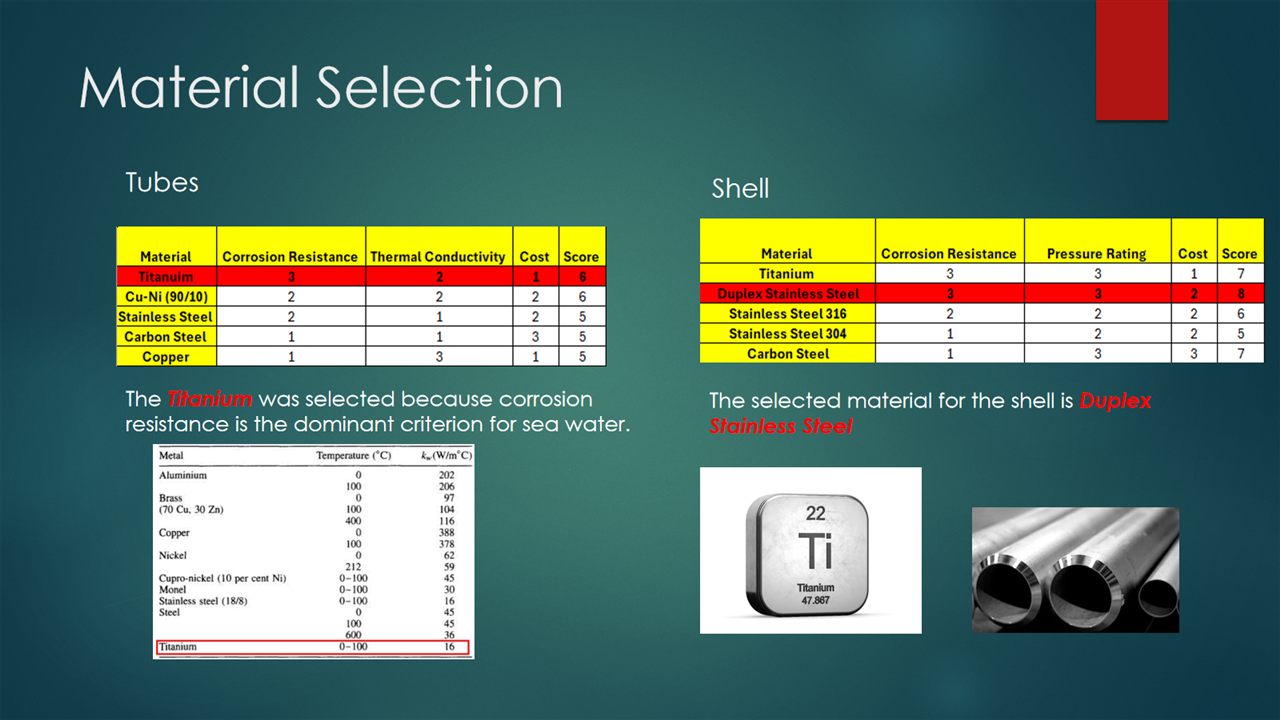 Material Selection
Tubes
Material Corrosion Resistance Thermal Conductivity Cost Score
Titanuim 3 2 1 6
Cu-Ni (90/10) 2 2 2 6
Stainless Steel 2 1 2 5
Carbon Steel 1 1 3 5
Copper 1 3 1 5
The Titanium was selected because corrosion
resistance is the dominant criterion for sea water.
Metal Temperature (°C) kw(W/m°C)
Aluminium 0 202
100 206
Brass 0 97
(70 Cu, 30 Zn) 100 104
400 116
Copper 0 388
100 378
Nickel 0 62
212 59
Cupro-nickel (10 per cent Ni) 0–100 45
Monel 0–100 30
Stainless steel (18/8) 0–100 16
Steel 0 45
100 45
600 36
Titanium 0–100 16
Shell
Material Corrosion Resistance Pressure Rating Cost Score
Titanium 3 3 1 7
Duplex Stainless Steel 3 3 2 8
Stainless Steel 316 2 2 2 6
Stainless Steel 304 1 2 2 5
Carbon Steel 1 3 3 7
The selected material for the shell is Duplex
Stainless Steel
22
Ti
Titanium
47.867